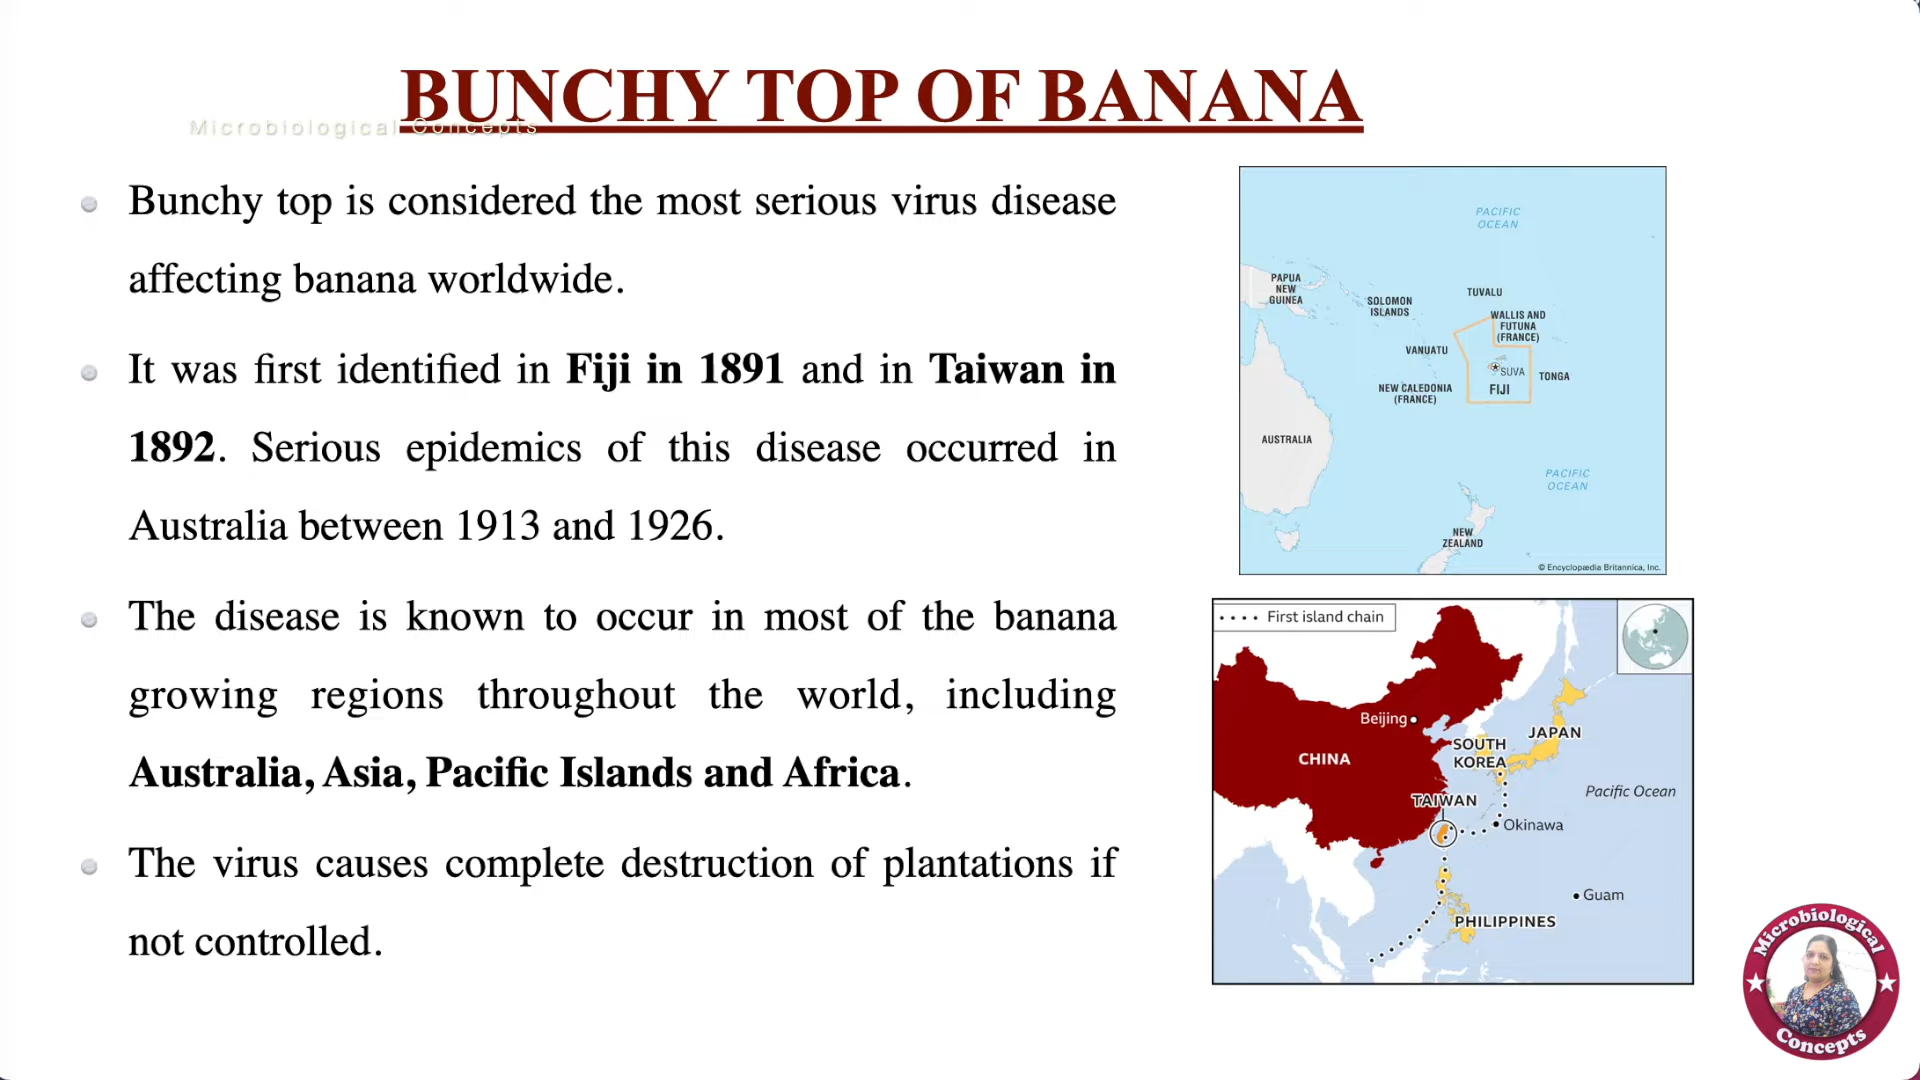 BUNCHY TOP OF BANANA
Microbiological Concepts
Bunchy top is considered the most serious virus disease
affecting banana worldwide.
It was first identified in Fiji in 1891 and in Taiwan in
1892. Serious epidemics of this disease occurred in
Australia between 1913 and 1926.
The disease is known to occur in most of the banana
growing regions throughout the world, including
Australia, Asia, Pacific Islands and Africa.
The virus causes complete destruction of plantations if
not controlled.
PACIFIC
OCEAN
PAPUA
NEW
GUINEA
SOLOMON
ISLANDS
TUVALU
WALLIS AND
FUTUNA
(FRANCE)
VANUATU
SUVA
FIJI
TONGA
NEW CALEDONIA
(FRANCE)
AUSTRALIA
PACIFIC
OCEAN
NEW
ZEALAND
© Encyclopædia Britannica, Inc.
First island chain
Beijing
CHINA
SOUTH
KOREA
JAPAN
TAIWAN
Pacific Ocean
Okinawa
Guam
PHILIPPINES
Microbiological
Concepts